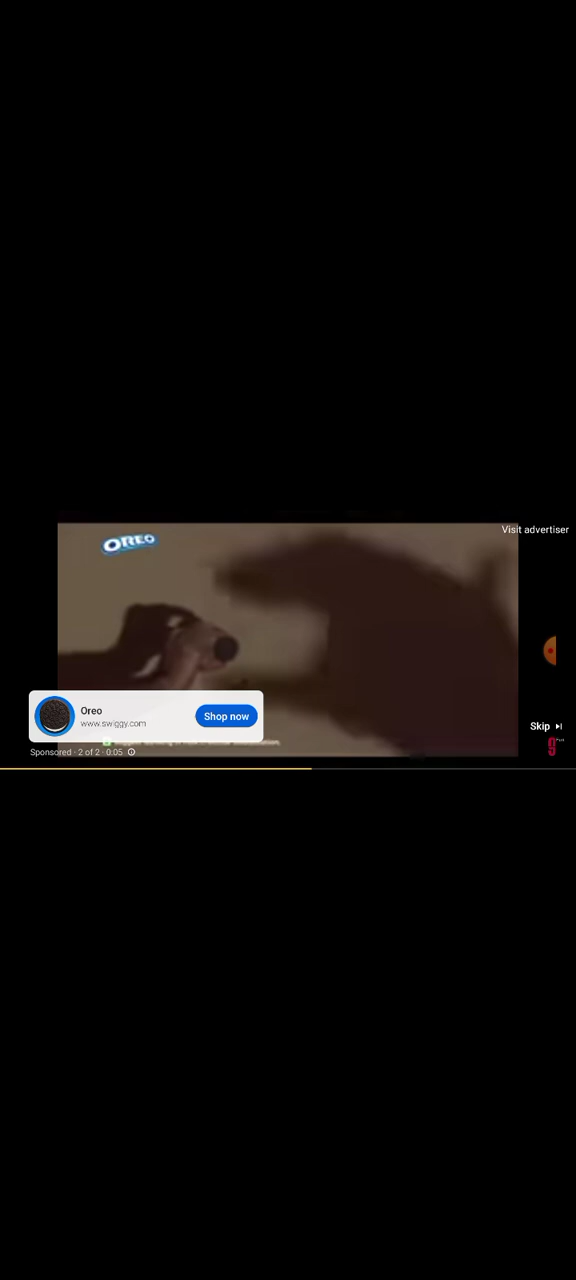 Visit advertiser
OREO
Oreo
www.swiggy.com
Shop now
Skip
Sponsored · 2 of 2 · 0:05